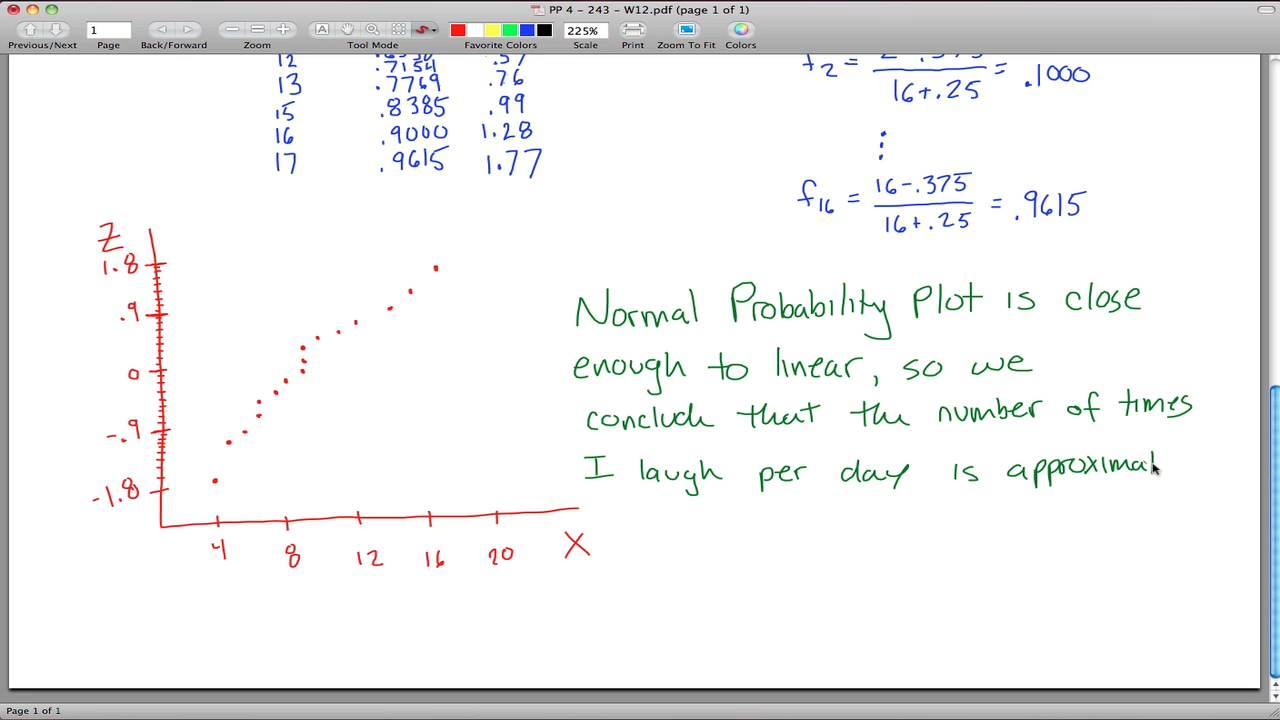 PP 4 - 243 - W12.pdf (page 1 of 1)
1
225%
Previous/Next Page Back/Forward Zoom Tool Mode Favorite Colors Scale Print Zoom To Fit Colors
12 .7154 .57
13 .7769 .76
15 .8385 .99
16 .9000 1.28
17 .9615 1.77
16+.25 = .1000
f16 = 16-.375 / 16+.25 = .9615
Z
1.8
.9
0
-.9
-1.8
4 8 12 16 20 X
Normal Probability Plot is close
enough to linear, so we
conclude that the number of times
I laugh per day is approximat
Page 1 of 1